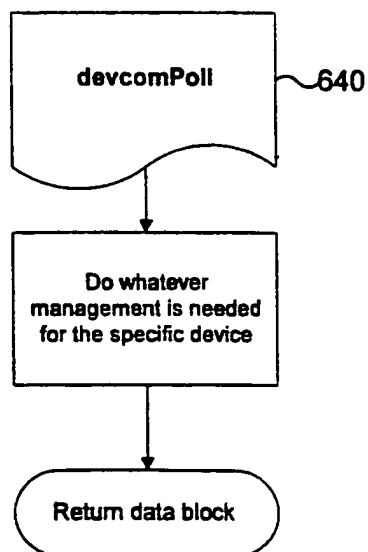 devcomPoll
640
Do whatever
management is needed
for the specific device
Return data block